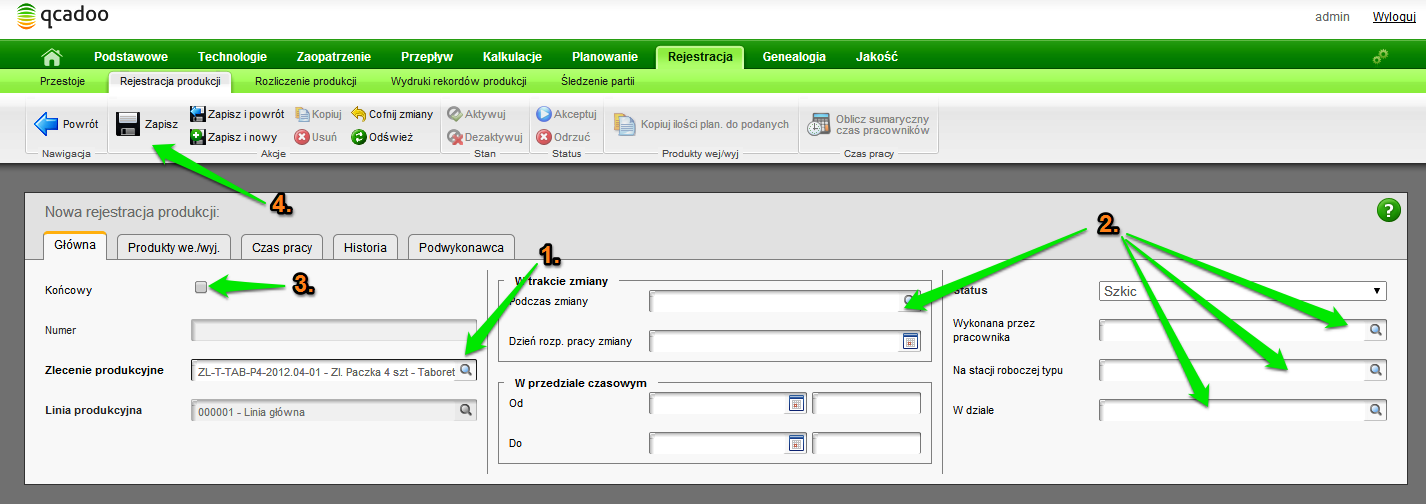 qcadoo
admin Wyloguj
Podstawowe Technologie Zaopatrzenie Przepływ Kalkulacje Planowanie Rejestracja Genealogia Jakość
Przestoje Rejestracja produkcji Rozliczenie produkcji Wydruki rekordów produkcji Śledzenie partii
Powrót
Nawigacja
Zapisz
Zapisz i powrót Kopiuj Cofnij zmiany
Zapisz i nowy Usuń Odśwież
Akcje
Aktywuj
Dezaktywuj
Stan
Akceptuj
Odrzuć
Status
Kopiuj ilości plan. do podanych
Produkty wej/wyj
Oblicz sumaryczny
czas pracowników
Czas pracy
4.
Nowa rejestracja produkcji:
?
Główna Produkty we./wyj. Czas pracy Historia Podwykonawca
1.
2.
3.
Końcowy
Numer
Zlecenie produkcyjne ZL-T-TAB-P4-2012.04-01 - Zl. Paczka 4 szt - Taboret
Linia produkcyjna 000001 - Linia główna
W trakcie zmiany
Podczas zmiany
Dzień rozp. pracy zmiany
W przedziale czasowym
Od
Do
Status Szkic
Wykonana przez
pracownika
Na stacji roboczej typu
W dziale